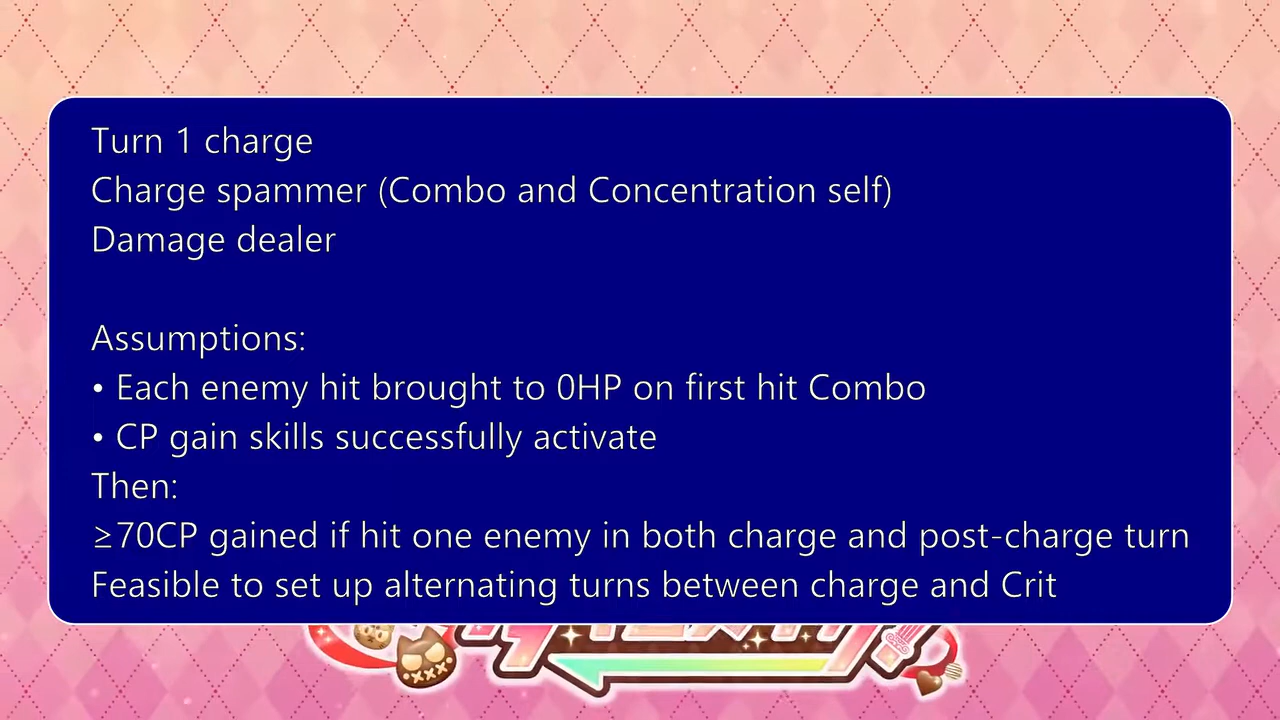 Turn 1 charge
Charge spammer (Combo and Concentration self)
Damage dealer
Assumptions:
• Each enemy hit brought to 0HP on first hit Combo
• CP gain skills successfully activate
Then:
≥70CP gained if hit one enemy in both charge and post-charge turn
Feasible to set up alternating turns between charge and Crit